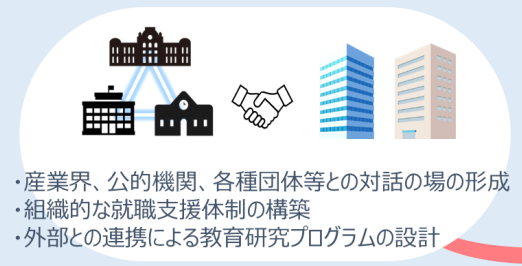 ・産業界、公的機関、各種団体等との対話の場の形成
・組織的な就職支援体制の構築
・外部との連携による教育研究プログラムの設計